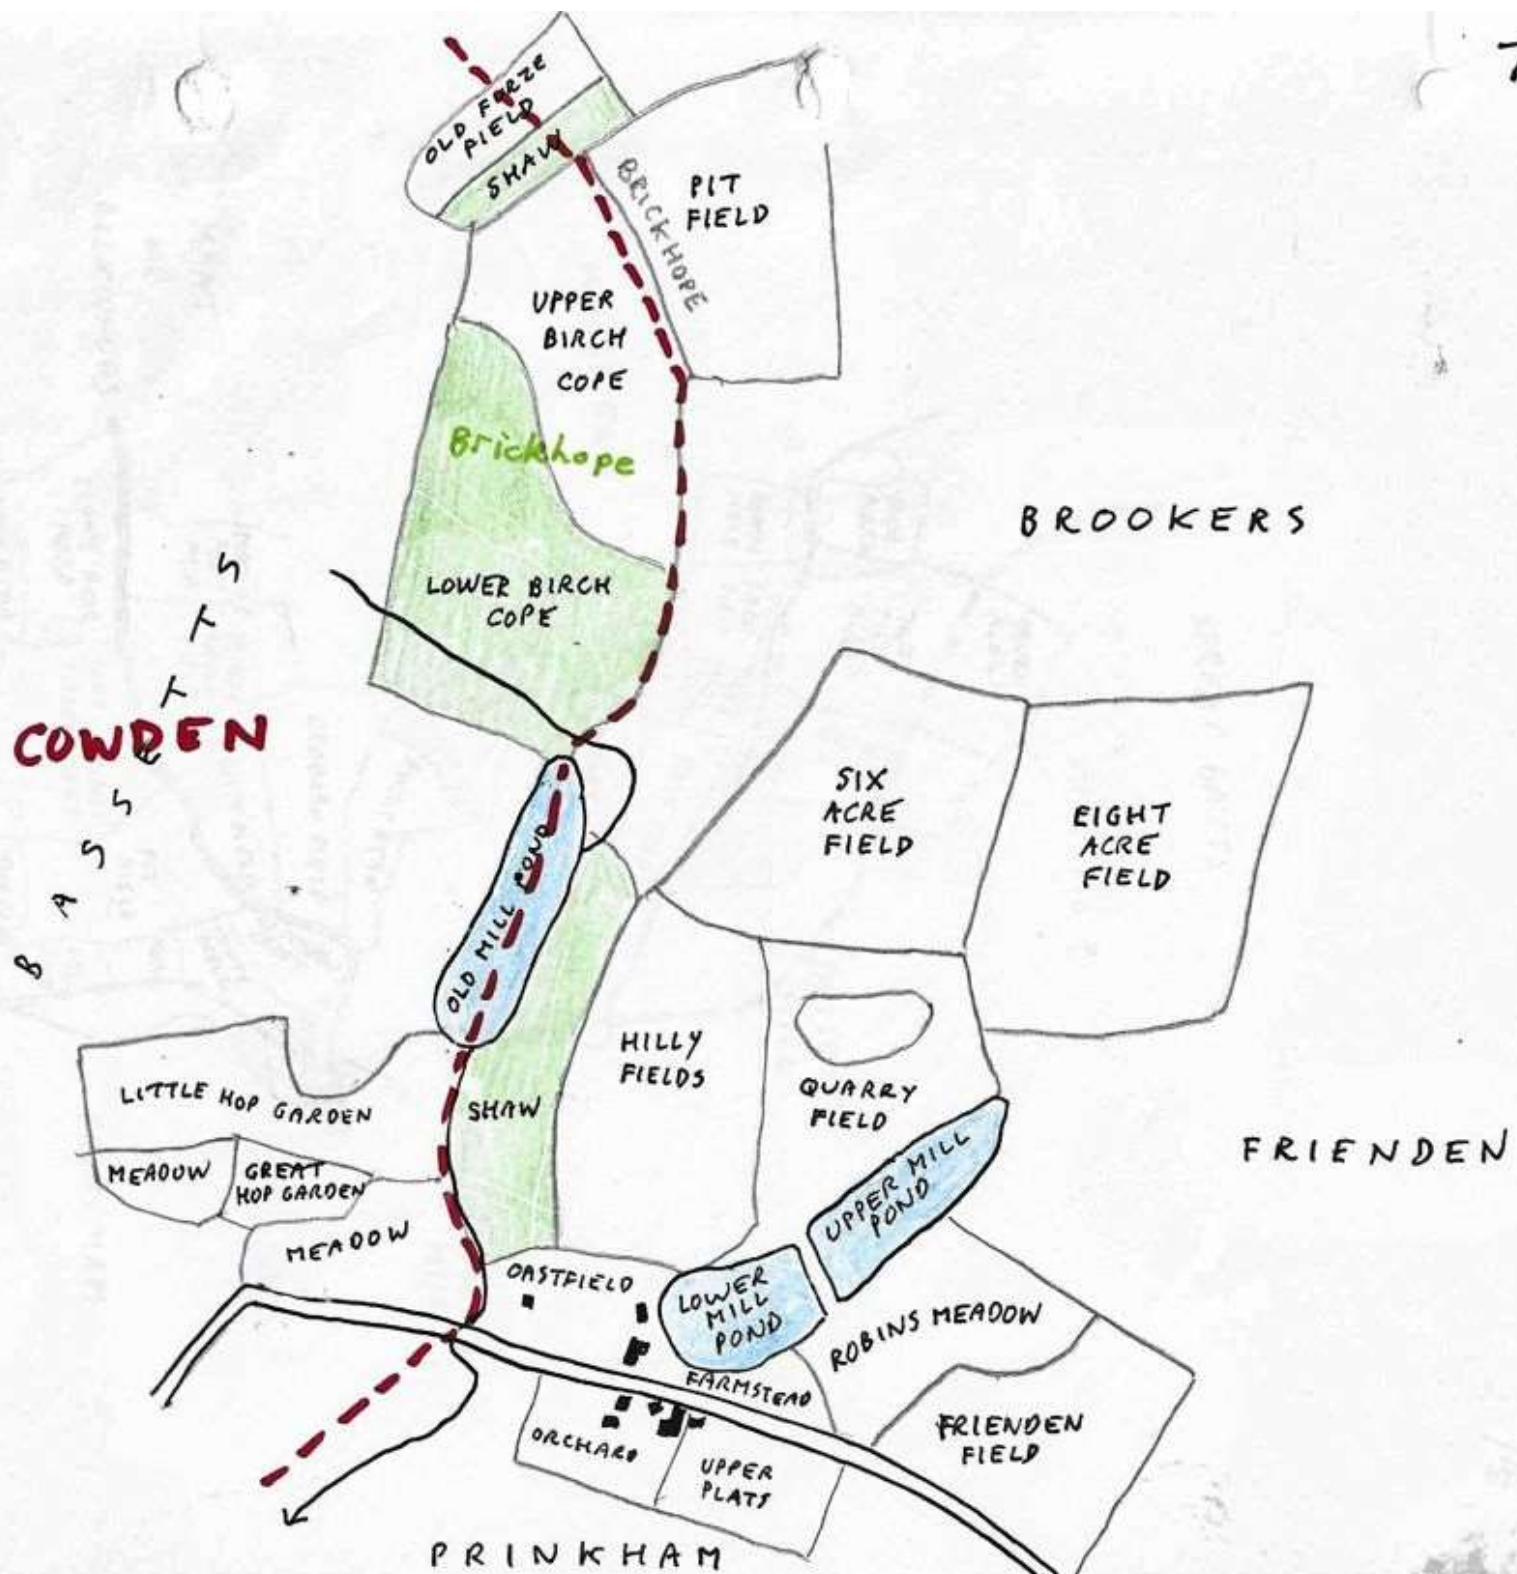 OLD FURZE
FIELD
SHAW
BRICKHOPE
PIT
FIELD
UPPER
BIRCH
COPE
Brickhope
LOWER BIRCH
COPE
BROOKERS
BASSETTS
COWDEN
SIX
ACRE
FIELD
EIGHT
ACRE
FIELD
OLD MILL POND
HILLY
FIELDS
QUARRY
FIELD
LITTLE HOP GARDEN
SHAW
MEADOW
GREAT
HOP GARDEN
MEADOW
UPPER MILL
POND
FRIENDEN
OASTFIELD
LOWER
MILL
POND
ROBINS MEADOW
FARMSTEAD
FRIENDEN
FIELD
ORCHARD
UPPER
PLATS
PRINKHAM